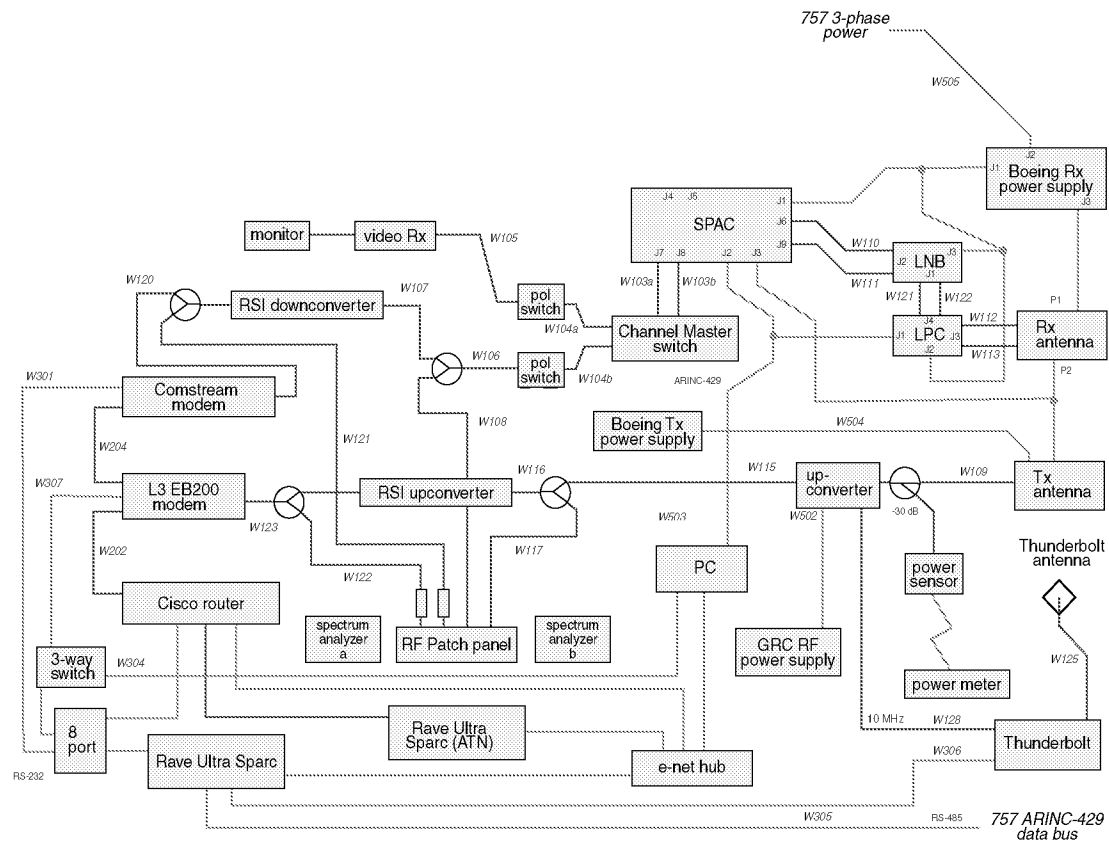 757 3-phase
power
W505
J2
J1
Boeing Rx
power supply
J3
J4
J5
J1
SPAC
J6
J9
J7
J8
J2
J3
monitor
video Rx
W105
W110
W111
J2
LNB
J3
J1
W120
W107
W103a
W103b
W121
W122
P1
RSI downconverter
pol
switch
W104a
Channel Master
switch
J4
J1
LPC
J3
J2
W112
W113
Rx
antenna
W106
pol
switch
W104b
ARINC-429
P2
W301
Comstream
modem
W108
W121
Boeing Tx
power supply
W504
W204
W307
L3 EB200
modem
W123
RSI upconverter
W116
W115
up-
converter
W109
-30 dB
Tx
antenna
W502
W503
W117
W202
W122
PC
power
sensor
Thunderbolt
antenna
Cisco router
spectrum
analyzer
a
RF Patch panel
spectrum
analyzer
b
GRC RF
power supply
W125
3-way
switch
W304
power meter
8
port
Rave Ultra
Sparc (ATN)
10 MHz
W128
Thunderbolt
RS-232
Rave Ultra Sparc
e-net hub
W306
W305
RS-485
757 ARINC-429
data bus